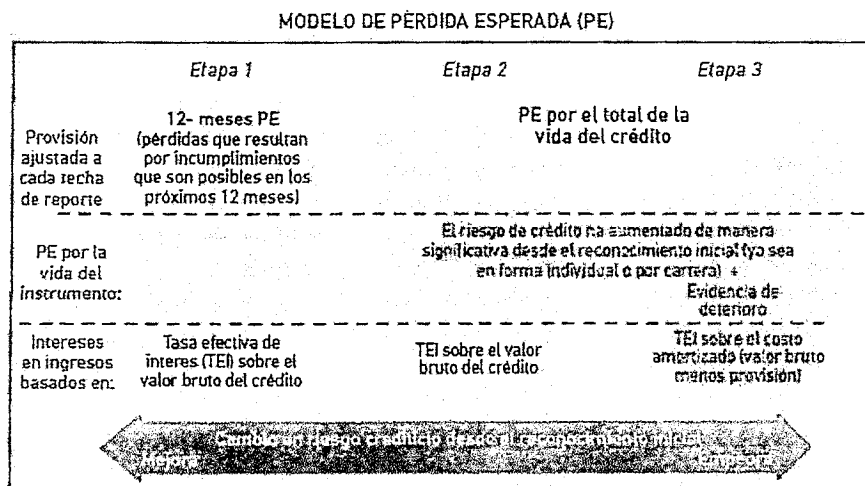 MODELO DE PÈRDIDA ESPERADA (PE)
Etapa 1 Etapa 2 Etapa 3
Provisión
ajustada a
cada fecha
de reporte
12- meses PE
(pérdidas que resultan
por incumplimientos
que son posibles en los
próximos 12 meses)
PE por el total de la
vida del crédito
PE por la
vida del
instrumento:
El riesgo de crédito ha aumentado de manera
significativa desde el reconocimiento inicial (ya sea
en forma individual o por cartera) +
Evidencia de
deterioro
Intereses
en ingresos
basados en:
Tasa efectiva de
interes (TEI) sobre el
valor bruto del crédito
TEI sobre el valor
bruto del crédito
TEI sobre el costo
amortizado (valor bruto
menos provisión)
Cambio en riesgo crediticio desde el reconocimiento inicial
Mejora Empeora